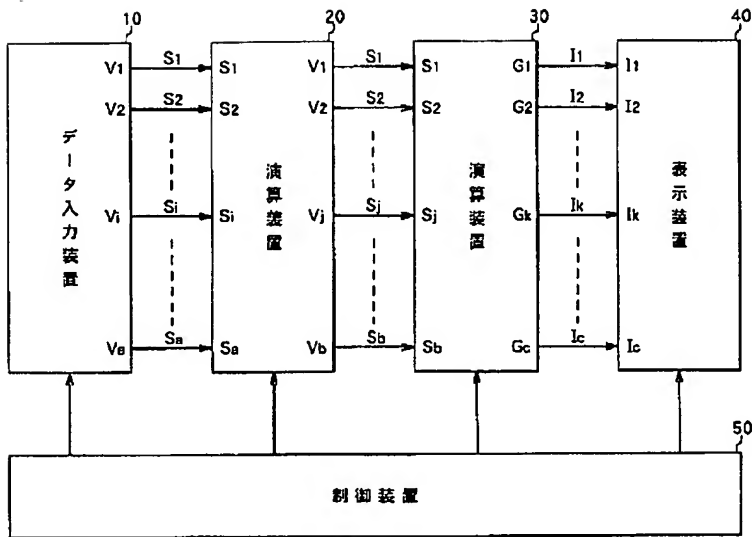 10
20
30
40
V1 S1 S1 V1 S1 S1 G1 I1 I1
V2 S2 S2 V2 S2 S2 G2 I2 I2
データ入力装置
演算装置
演算装置
表示装置
Vi Si Si Vj Sj Sj Gk Ik Ik
Va Sa Sa Vb Sb Sb Gc Ic Ic
50
制御装置